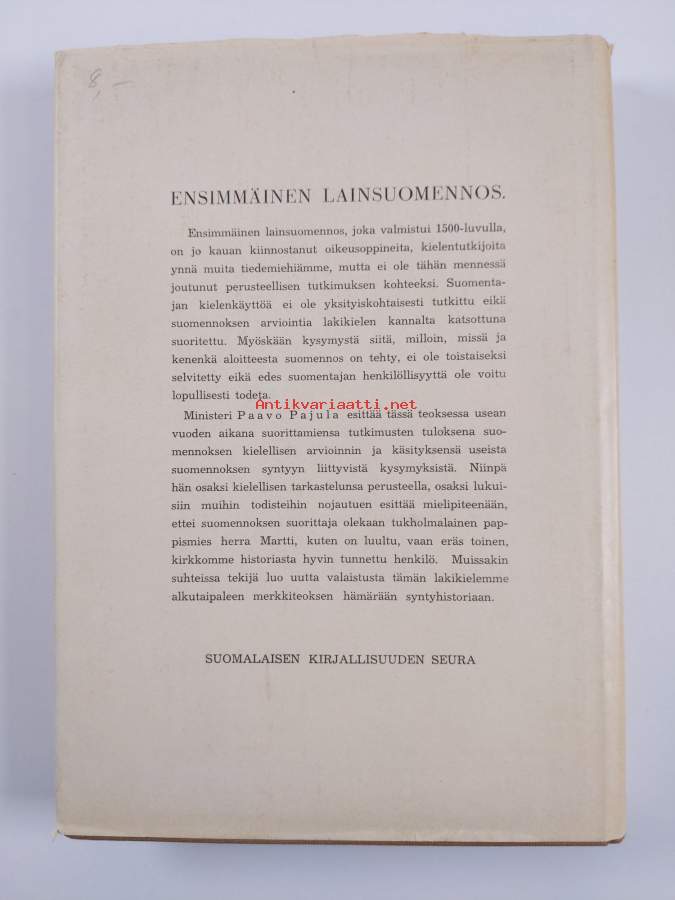 8,-
ENSIMMÄINEN LAINSUOMENNOS.
Ensimmäinen lainsuomennos, joka valmistui 1500-luvulla,
on jo kauan kiinnostanut oikeusoppineita, kielentutkijoita
ynnä muita tiedemiehiämme, mutta ei ole tähän mennessä
joutunut perusteellisen tutkimuksen kohteeksi. Suomenta-
jan kielenkäyttöä ei ole yksityiskohtaisesti tutkittu eikä
suomennoksen arviointia lakikielen kannalta katsottuna
suoritettu. Myöskään kysymystä siitä, milloin, missä ja
kenenkä aloitteesta suomennos on tehty, ei ole toistaiseksi
selvitetty eikä edes suomentajan henkilöllisyyttä ole voitu
lopullisesti todeta.
Antikvariaatti.net
Ministeri Paavo Pajula esittää tässä teoksessa usean
vuoden aikana suorittamiensa tutkimusten tuloksena suo-
mennoksen kielellisen arvioinnin ja käsityksensä useista
suomennoksen syntyyn liittyvistä kysymyksistä. Niinpä
hän osaksi kielellisen tarkastelunsa perusteella, osaksi lukui-
siin muihin todisteihin nojautuen esittää mielipiteenään,
ettei suomennoksen suorittaja olekaan tukholmalainen pap-
pismies herra Martti, kuten on luultu, vaan eräs toinen,
kirkkomme historiasta hyvin tunnettu henkilö. Muissakin
suhteissa tekijä luo uutta valaistusta tämän lakikielemme
alkutaipaleen merkkiteoksen hämärään syntyhistoriaan.
SUOMALAISEN KIRJALLISUUDEN SEURA